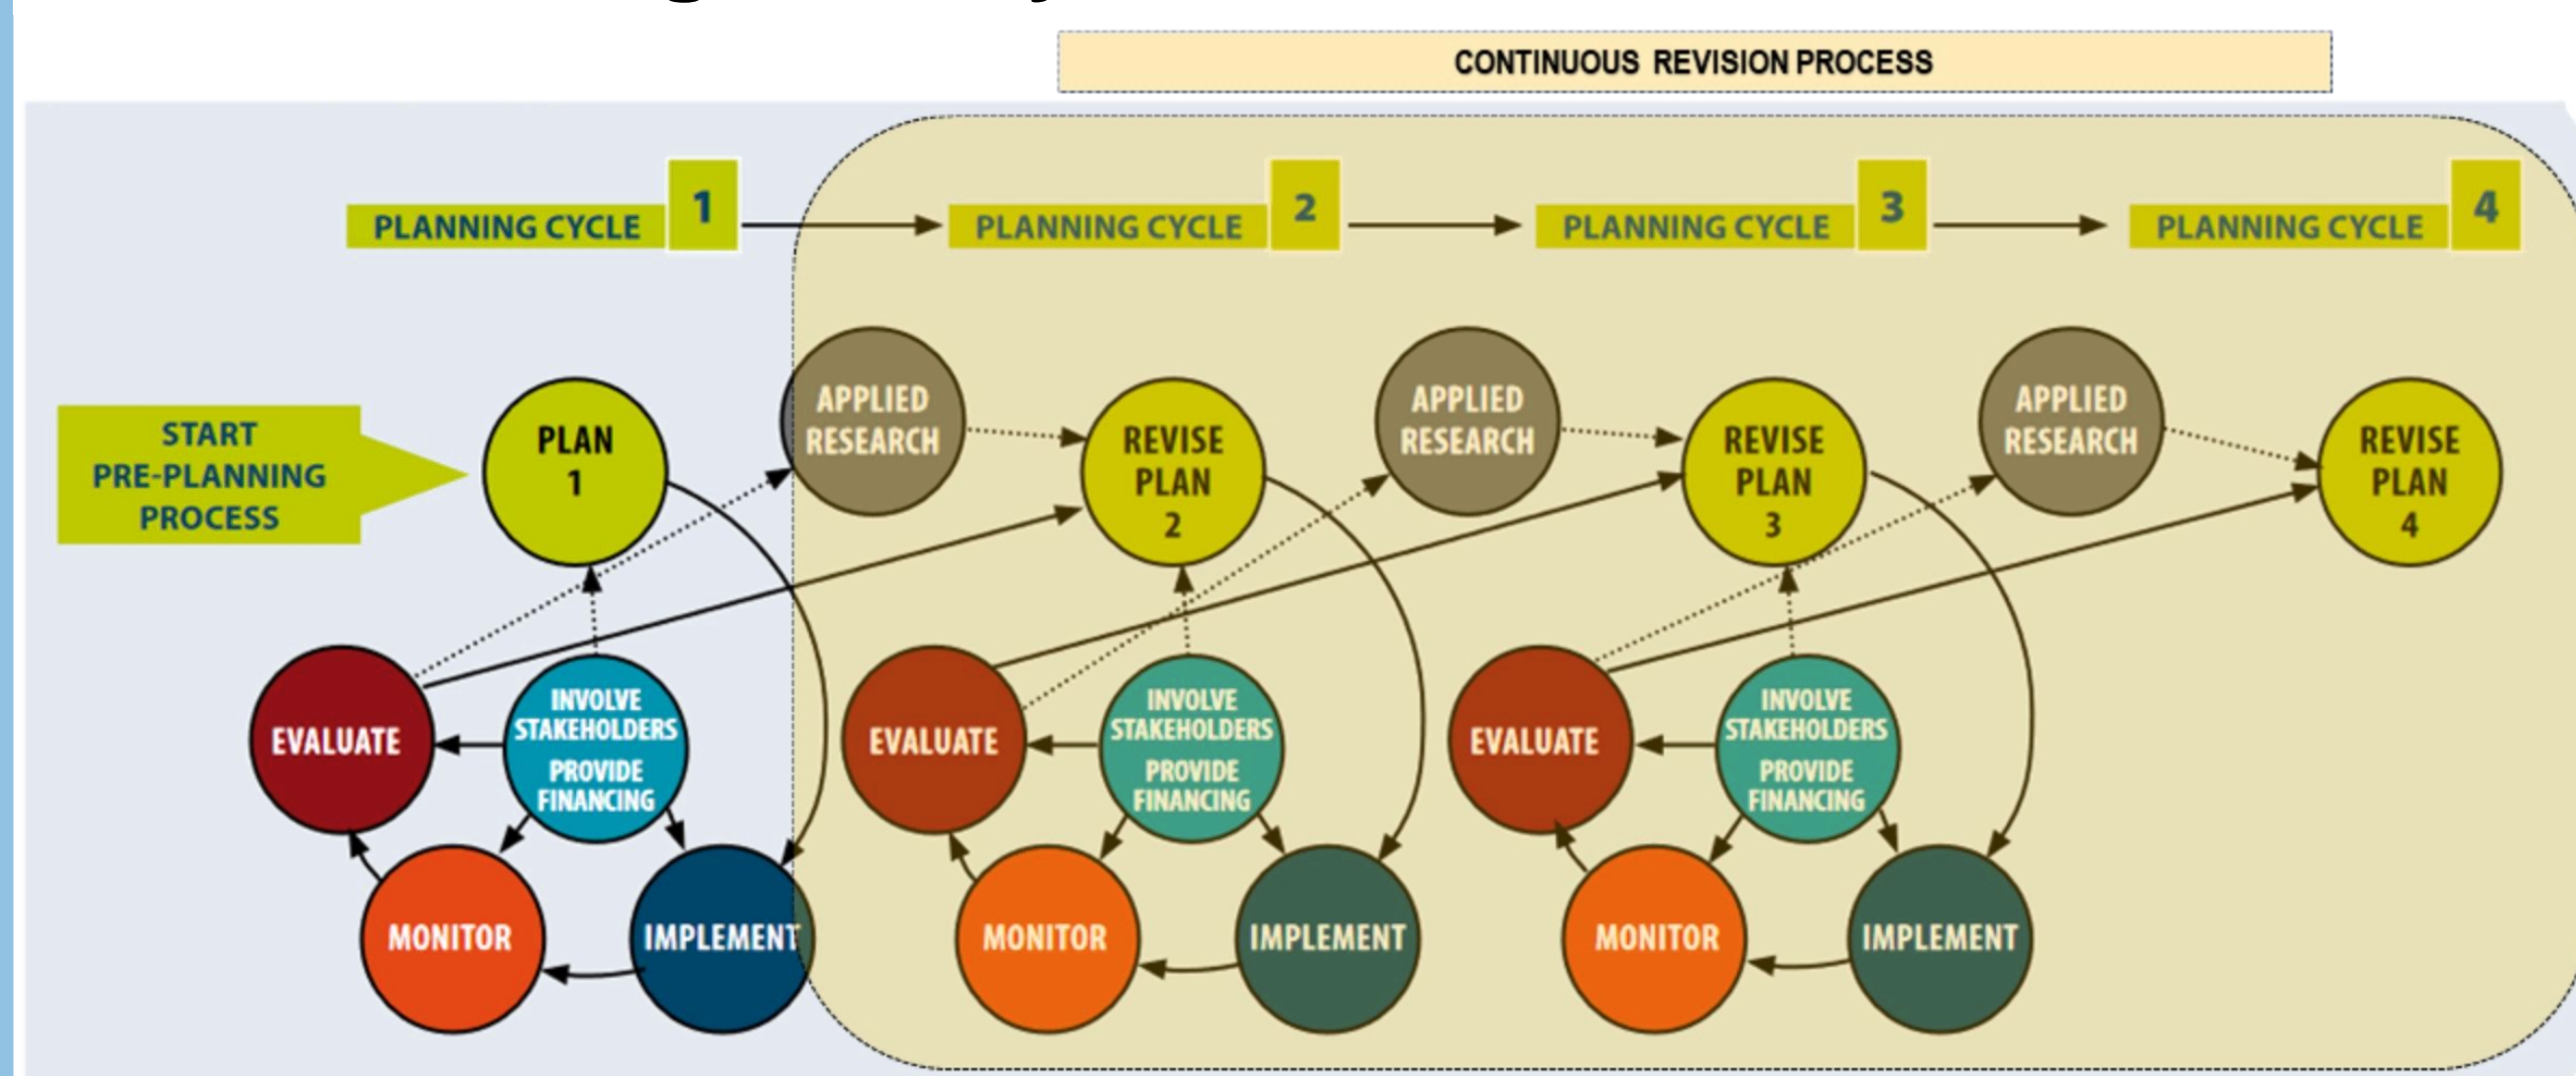 CONTINUOUS REVISION PROCESS
PLANNING CYCLE 1
PLANNING CYCLE 2
PLANNING CYCLE 3
PLANNING CYCLE 4
START
PRE-PLANNING
PROCESS
PLAN
1
APPLIED
RESEARCH
REVISE
PLAN
2
APPLIED
RESEARCH
REVISE
PLAN
3
APPLIED
RESEARCH
REVISE
PLAN
4
EVALUATE
INVOLVE
STAKEHOLDERS
PROVIDE
FINANCING
MONITOR
IMPLEMENT
EVALUATE
INVOLVE
STAKEHOLDERS
PROVIDE
FINANCING
MONITOR
IMPLEMENT
EVALUATE
INVOLVE
STAKEHOLDERS
PROVIDE
FINANCING
MONITOR
IMPLEMENT